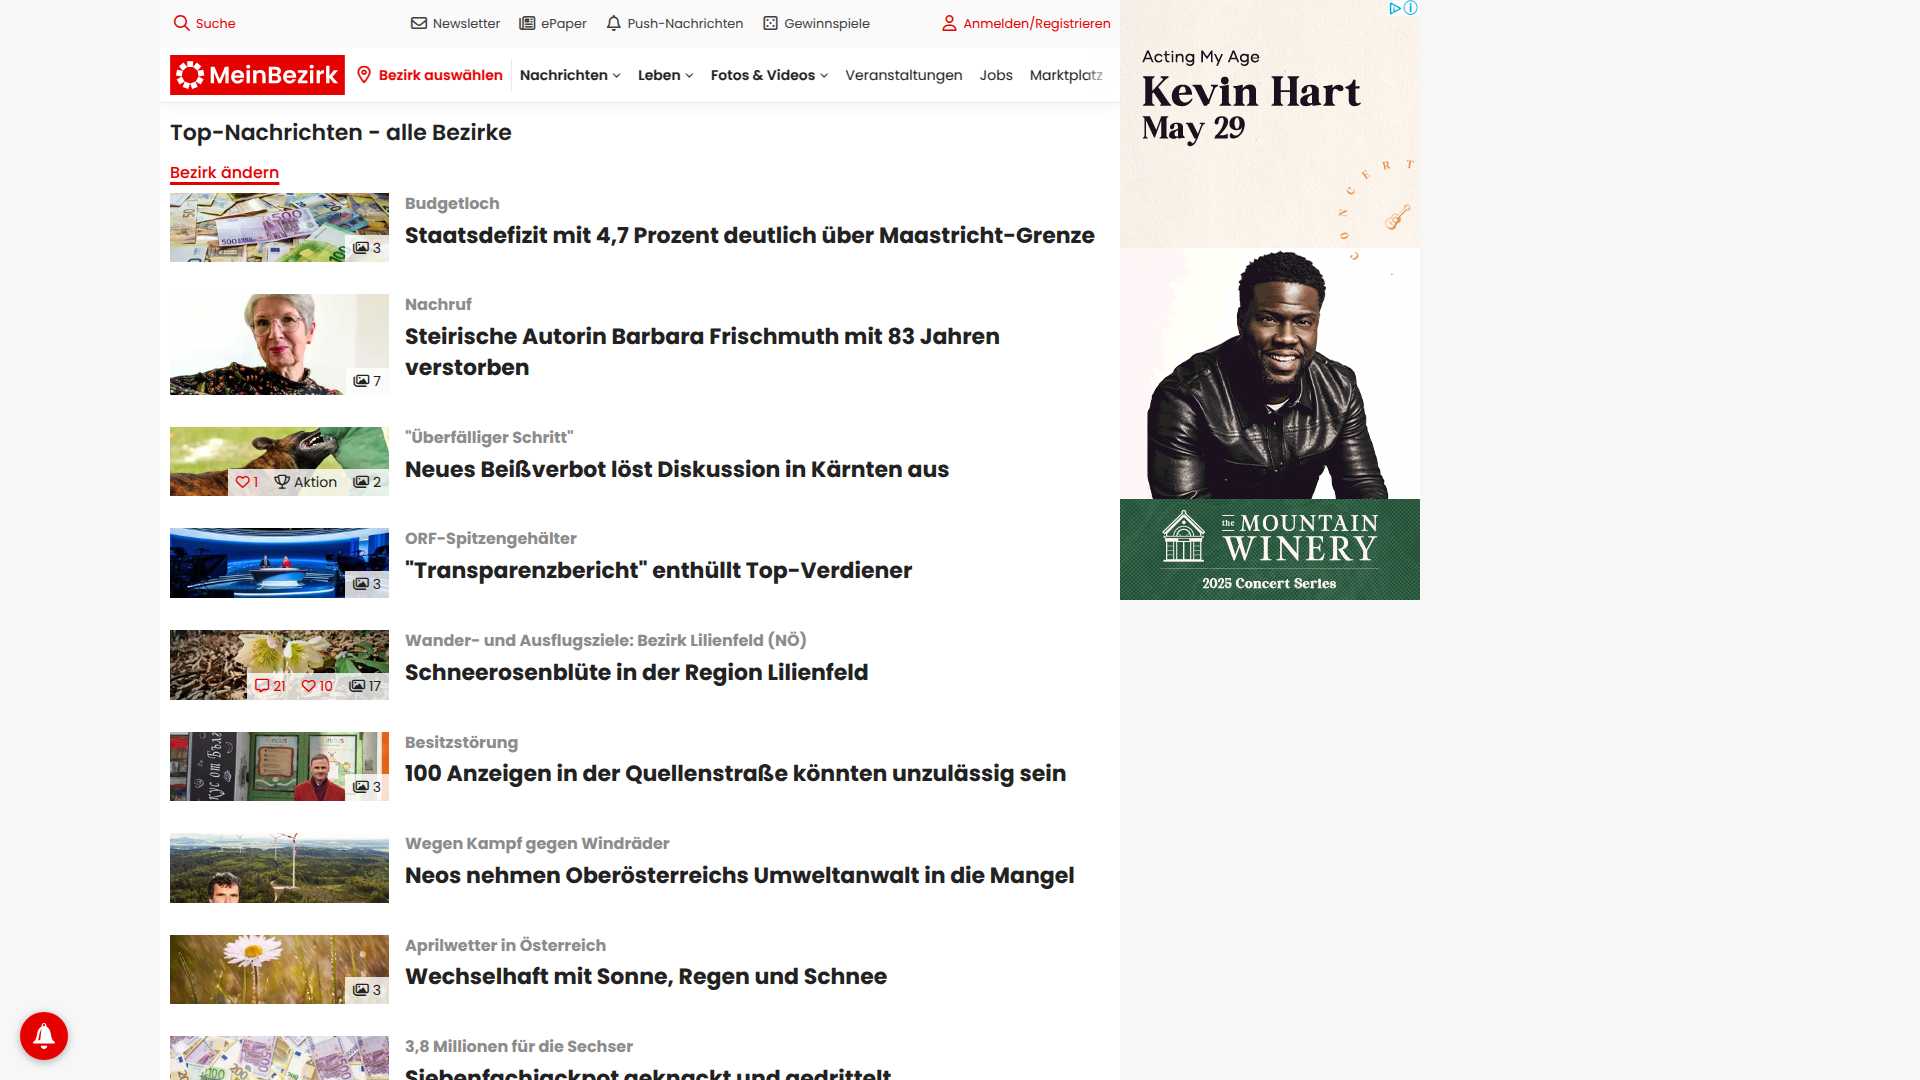 Suche
Newsletter
ePaper
Push-Nachrichten
Gewinnspiele
Anmelden/Registrieren
MeinBezirk
Bezirk auswählen
Nachrichten
Leben
Fotos & Videos
Veranstaltungen
Jobs
Marktplatz
Top-Nachrichten - alle Bezirke
Bezirk ändern
3
Budgetloch
Staatsdefizit mit 4,7 Prozent deutlich über Maastricht-Grenze
7
Nachruf
Steirische Autorin Barbara Frischmuth mit 83 Jahren
verstorben
1 Aktion 2
"Überfälliger Schritt"
Neues Beißverbot löst Diskussion in Kärnten aus
3
ORF-Spitzengehälter
"Transparenzbericht" enthüllt Top-Verdiener
21 10 17
Wander- und Ausflugsziele: Bezirk Lilienfeld (NÖ)
Schneerosenblüte in der Region Lilienfeld
3
Besitzstörung
100 Anzeigen in der Quellenstraße könnten unzulässig sein
Wegen Kampf gegen Windräder
Neos nehmen Oberösterreichs Umweltanwalt in die Mangel
3
Aprilwetter in Österreich
Wechselhaft mit Sonne, Regen und Schnee
3,8 Millionen für die Sechser
Siebenfachjackpot geknackt und gedrittelt
Acting My Age
Kevin Hart
May 29
CONCERT
the MOUNTAIN
WINERY
2025 Concert Series